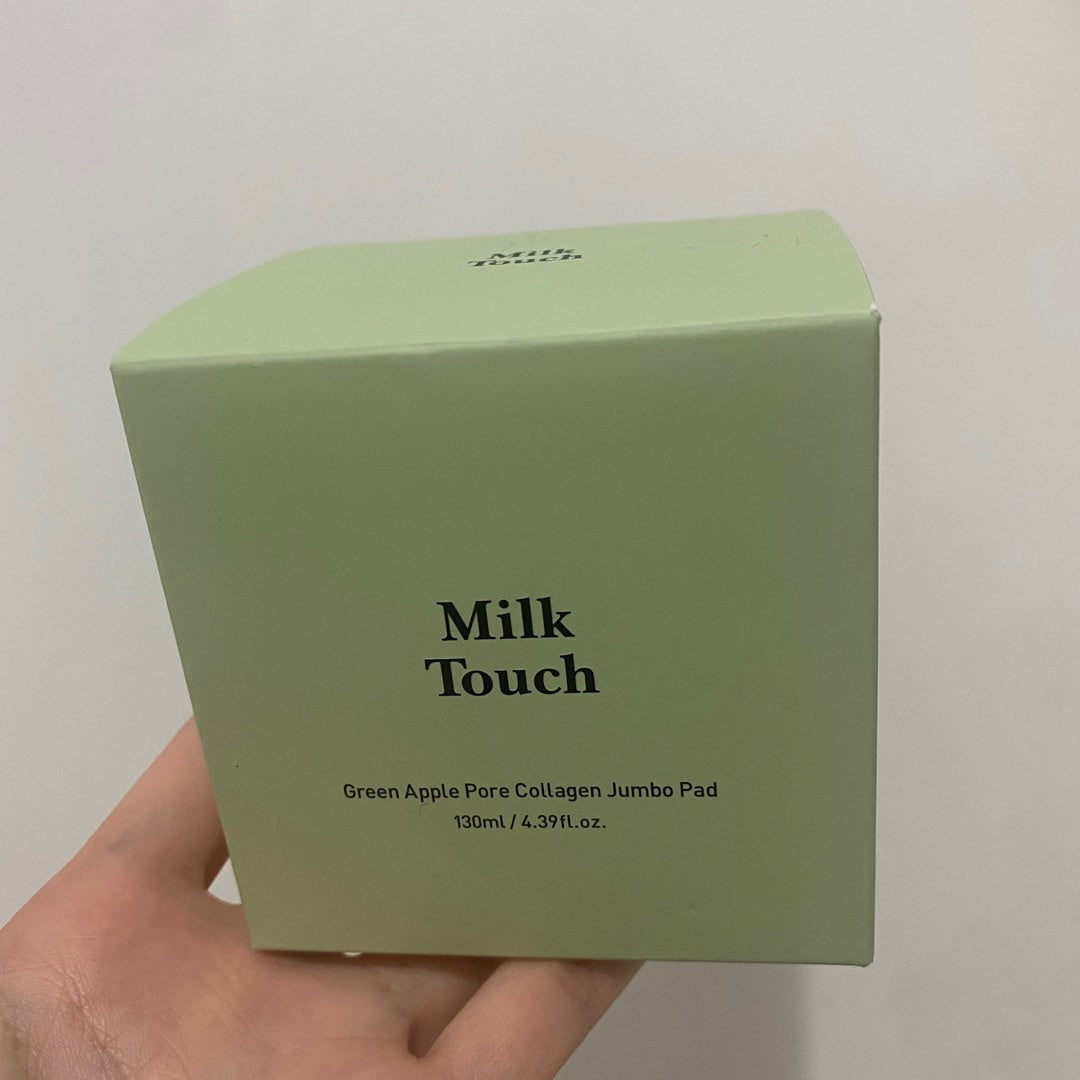 Milk
Touch
Milk
Touch
Green Apple Pore Collagen Jumbo Pad
130ml / 4.39fl.oz.